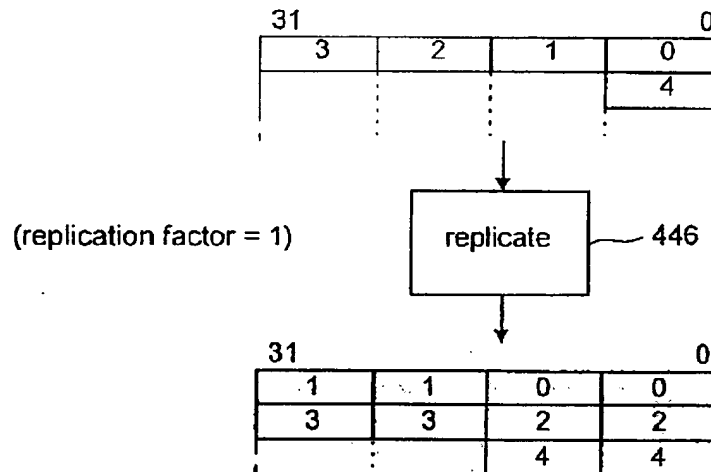 31 0
3 2 1 0
4
(replication factor = 1) replicate 446
31 0
1 1 0 0
3 3 2 2
4 4